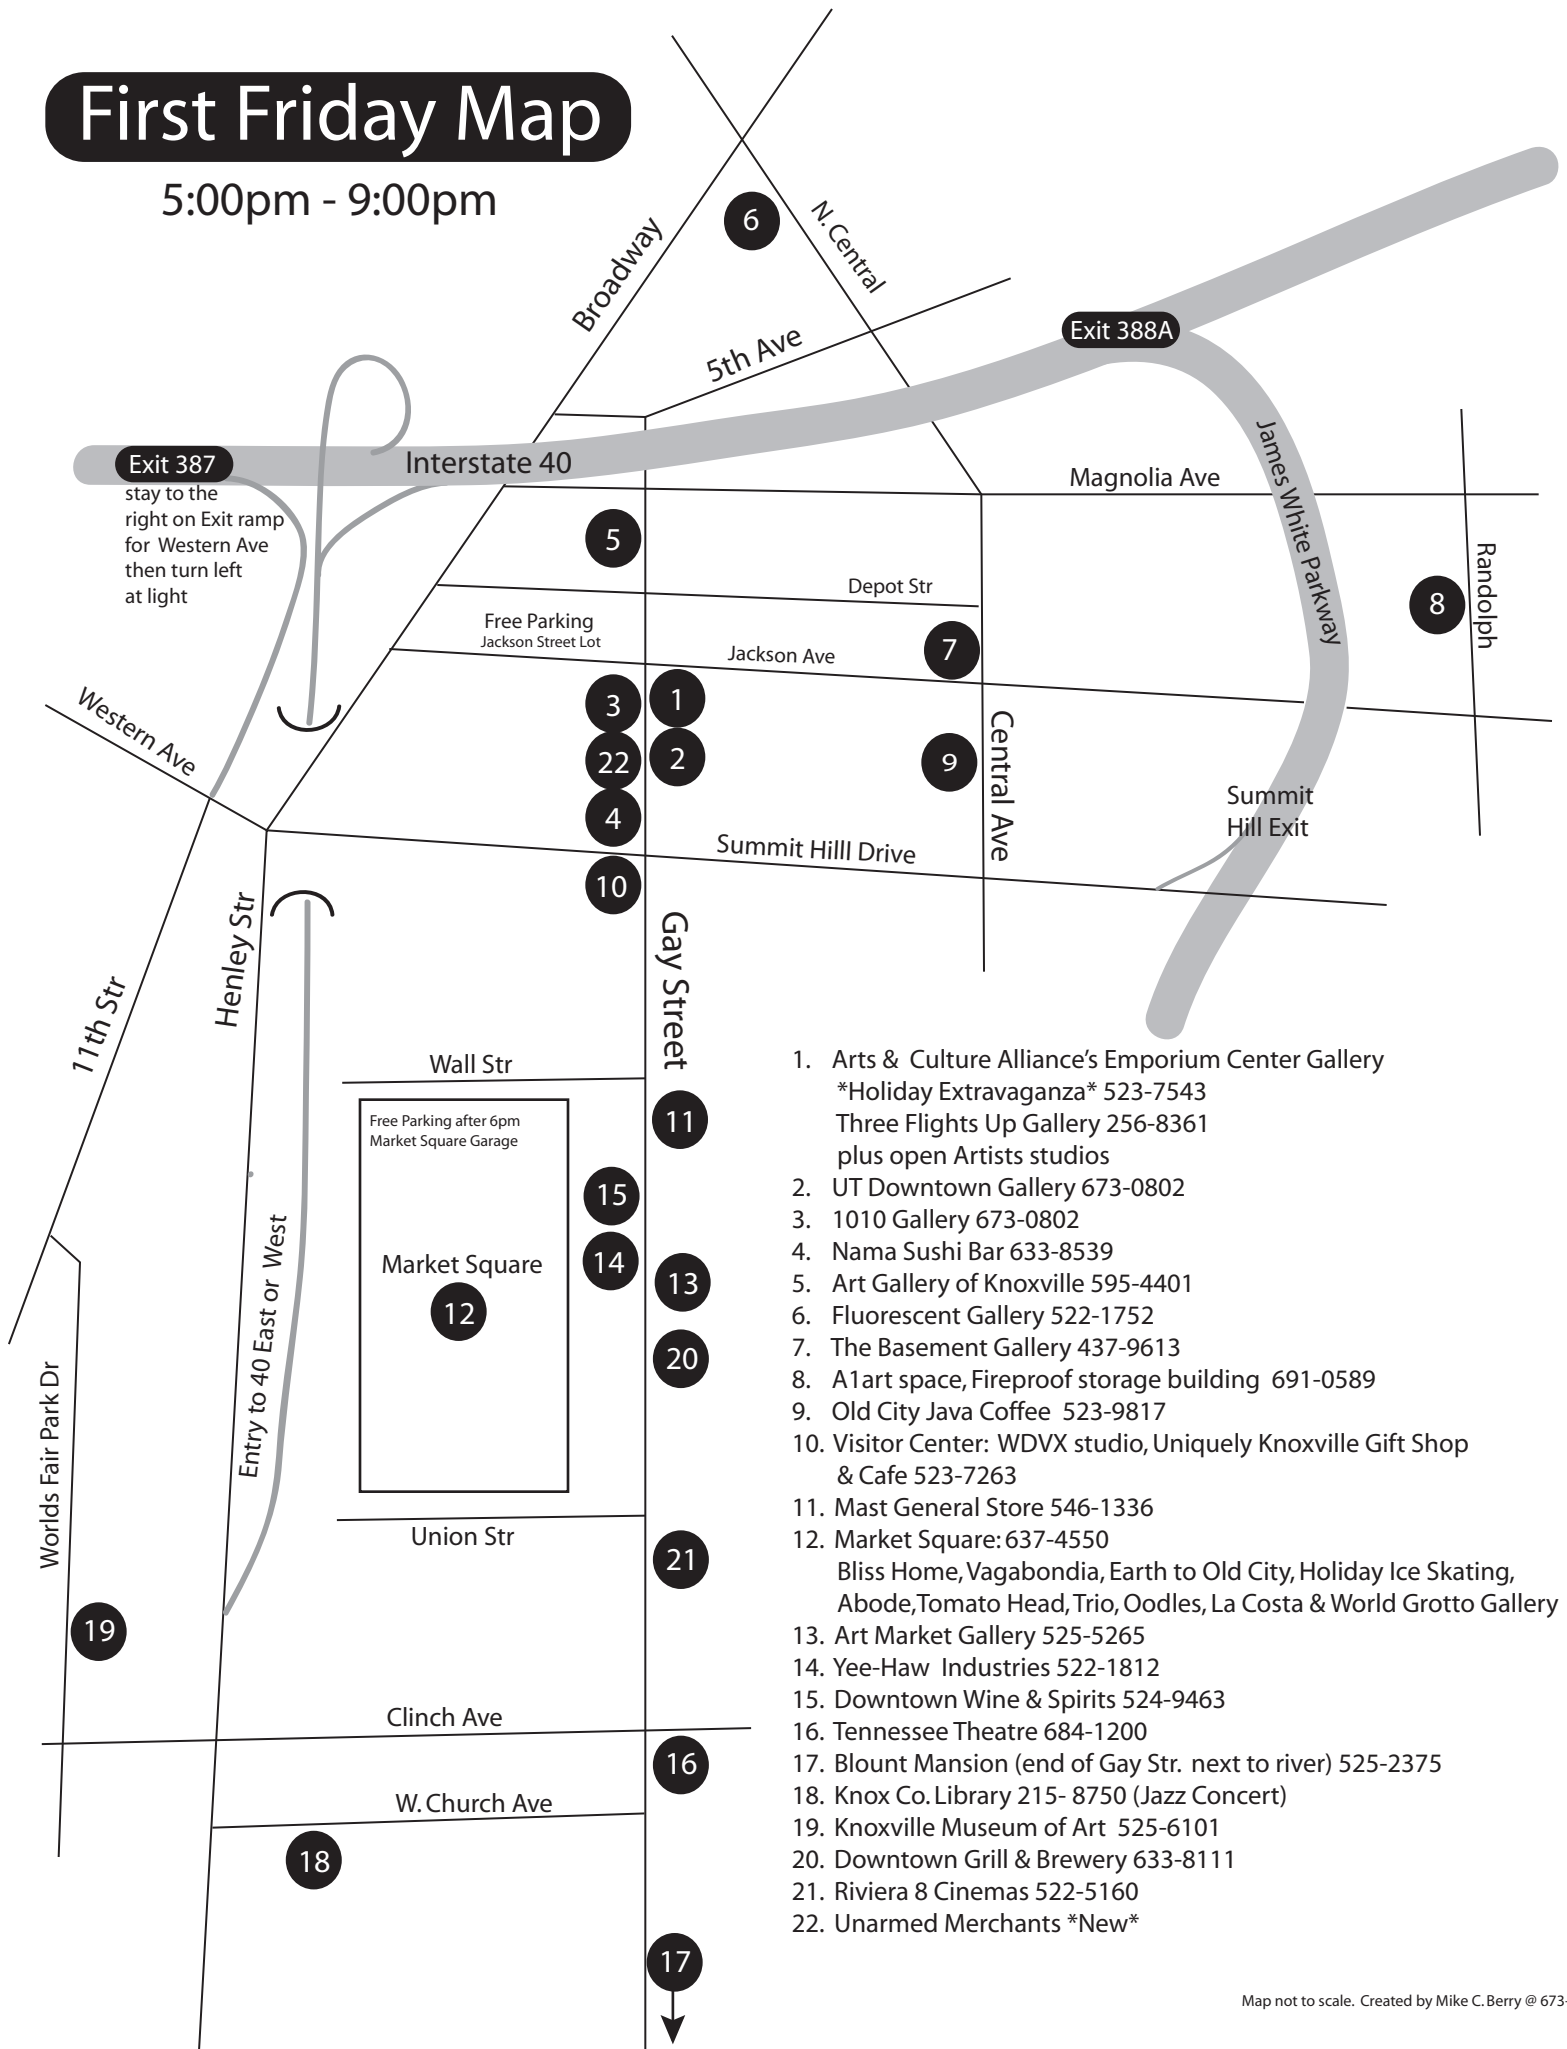 First Friday Map
5:00pm - 9:00pm
6
N. Central
Broadway
5th Ave
Exit 388A
Exit 387
Interstate 40
stay to the
right on Exit ramp
for Western Ave
then turn left
at light
Magnolia Ave
James White Parkway
Randolph
5
8
Depot Str
Free Parking
Jackson Street Lot
Jackson Ave
7
Western Ave
3
1
22
2
4
9
Central Ave
Summit
Hill Exit
Summit Hilll Drive
10
Henley Str
Gay Street
11th Str
Wall Str
Free Parking after 6pm
Market Square Garage
11
15
14
Market Square
12
13
20
Entry to 40 East or West
Worlds Fair Park Dr
Union Str
21
19
Clinch Ave
16
W. Church Ave
18
17
1. Arts & Culture Alliance's Emporium Center Gallery
*Holiday Extravaganza* 523-7543
Three Flights Up Gallery 256-8361
plus open Artists studios
2. UT Downtown Gallery 673-0802
3. 1010 Gallery 673-0802
4. Nama Sushi Bar 633-8539
5. Art Gallery of Knoxville 595-4401
6. Fluorescent Gallery 522-1752
7. The Basement Gallery 437-9613
8. A1art space, Fireproof storage building 691-0589
9. Old City Java Coffee 523-9817
10. Visitor Center: WDVX studio, Uniquely Knoxville Gift Shop
& Cafe 523-7263
11. Mast General Store 546-1336
12. Market Square: 637-4550
Bliss Home, Vagabondia, Earth to Old City, Holiday Ice Skating,
Abode,Tomato Head, Trio, Oodles, La Costa & World Grotto Gallery
13. Art Market Gallery 525-5265
14. Yee-Haw Industries 522-1812
15. Downtown Wine & Spirits 524-9463
16. Tennessee Theatre 684-1200
17. Blount Mansion (end of Gay Str. next to river) 525-2375
18. Knox Co. Library 215- 8750 (Jazz Concert)
19. Knoxville Museum of Art 525-6101
20. Downtown Grill & Brewery 633-8111
21. Riviera 8 Cinemas 522-5160
22. Unarmed Merchants *New*
Map not to scale. Created by Mike C. Berry @ 673-